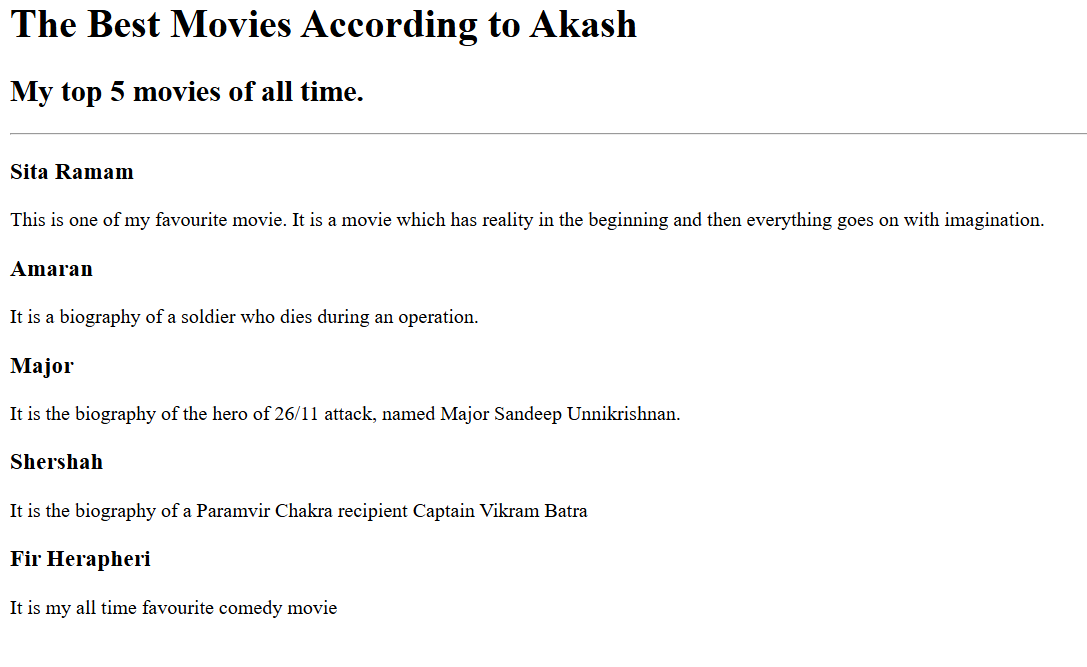 The Best Movies According to Akash
My top 5 movies of all time.
Sita Ramam
This is one of my favourite movie. It is a movie which has reality in the beginning and then everything goes on with imagination.
Amaran
It is a biography of a soldier who dies during an operation.
Major
It is the biography of the hero of 26/11 attack, named Major Sandeep Unnikrishnan.
Shershah
It is the biography of a Paramvir Chakra recipient Captain Vikram Batra
Fir Herapheri
It is my all time favourite comedy movie